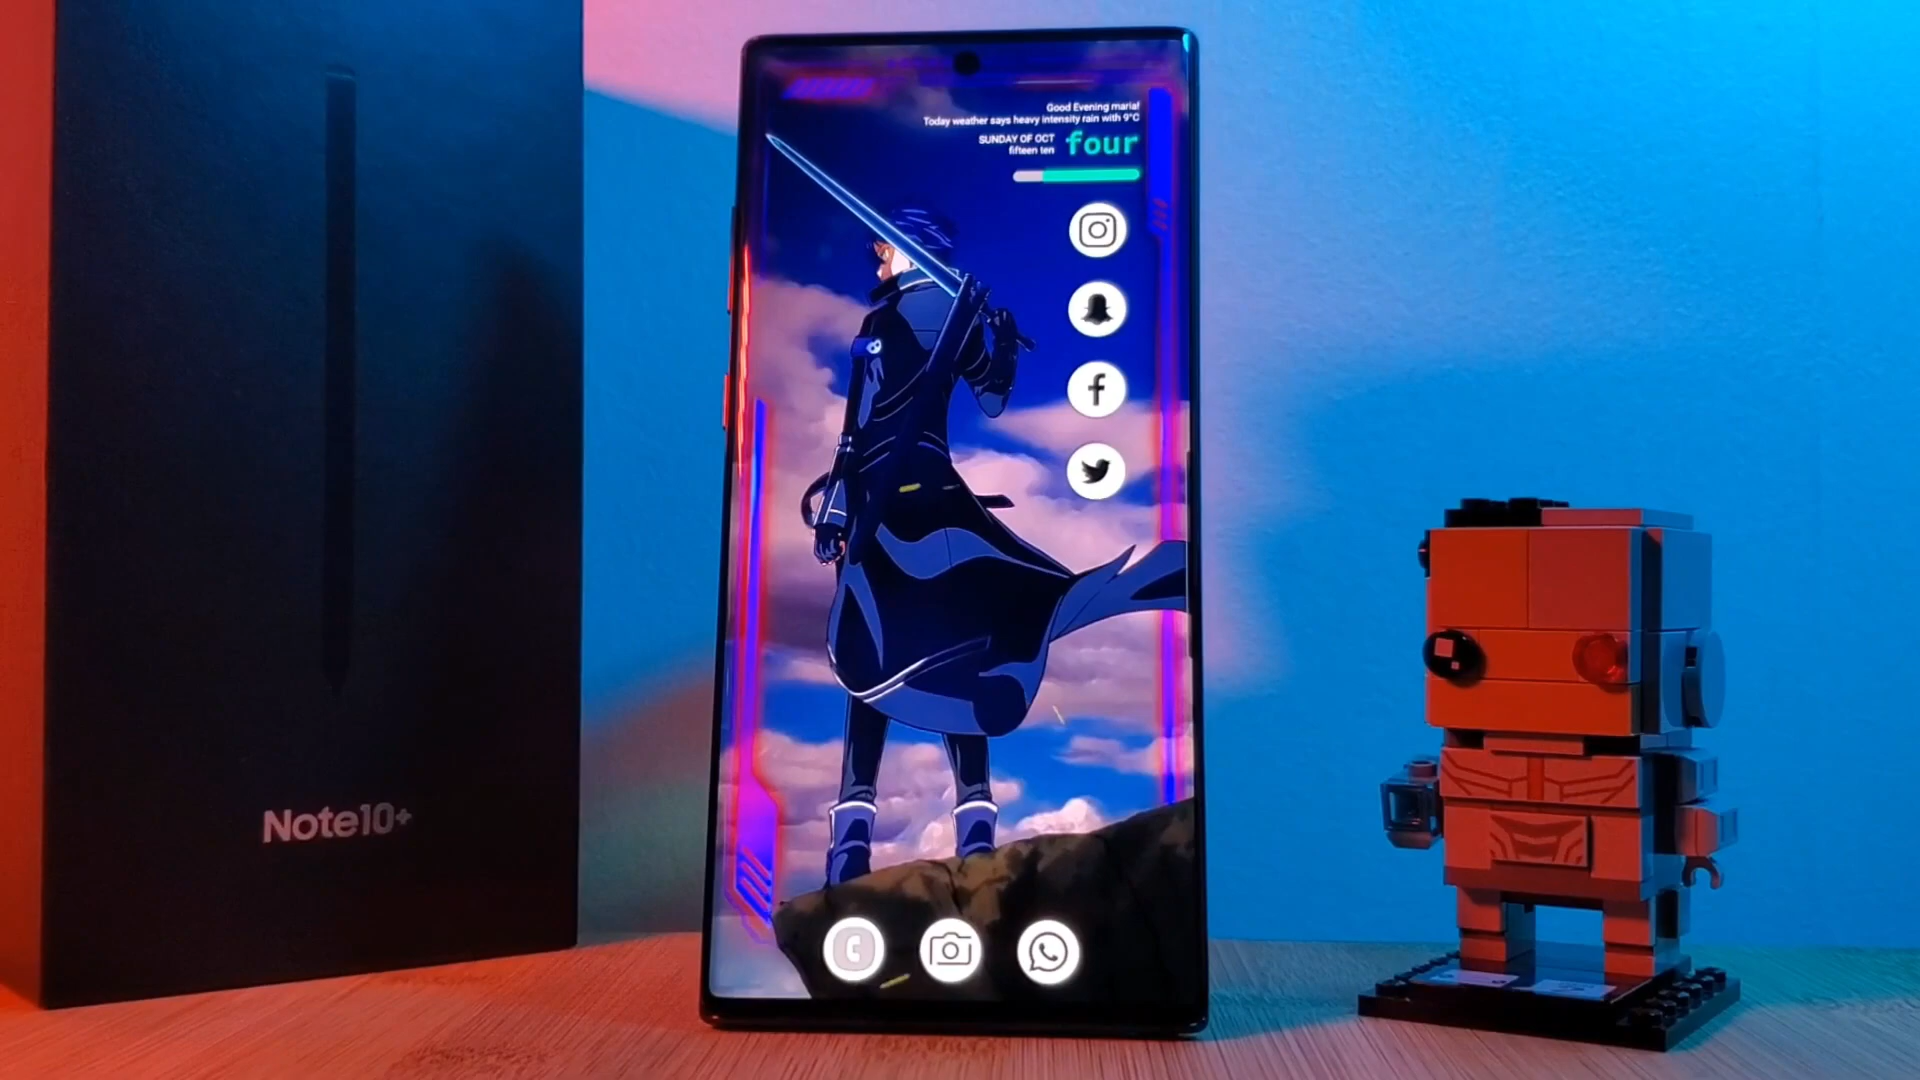 Good Evening maria!
Today weather says heavy intensity rain with 9°C
SUNDAY OF OCT
fifteen ten
four
Note10+